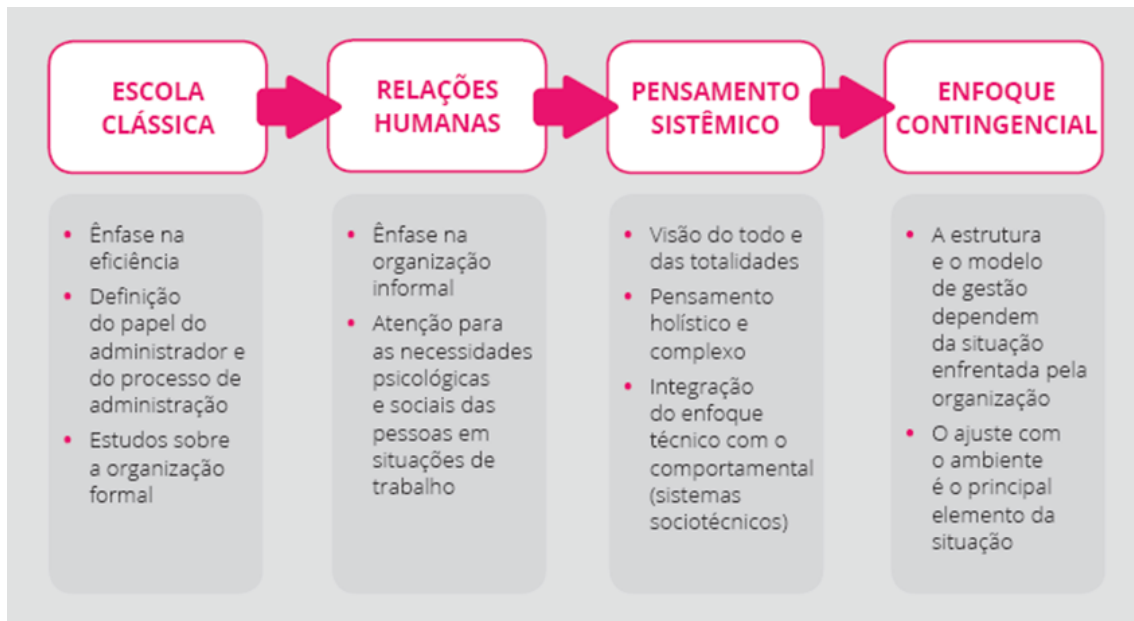 ESCOLA
CLÁSSICA
• Ênfase na
eficiência
• Definição
do papel do
administrador e
do processo de
administração
• Estudos sobre
a organização
formal
RELAÇÕES
HUMANAS
• Ênfase na
organização
informal
• Atenção para
as necessidades
psicológicas
e sociais das
pessoas em
situações de
trabalho
PENSAMENTO
SISTÊMICO
• Visão do todo e
das totalidades
• Pensamento
holístico e
complexo
• Integração
do enfoque
técnico com o
comportamental
(sistemas
sociotécnicos)
ENFOQUE
CONTINGENCIAL
• A estrutura
e o modelo
de gestão
dependem
da situação
enfrentada pela
organização
• O ajuste com
o ambiente
é o principal
elemento da
situação